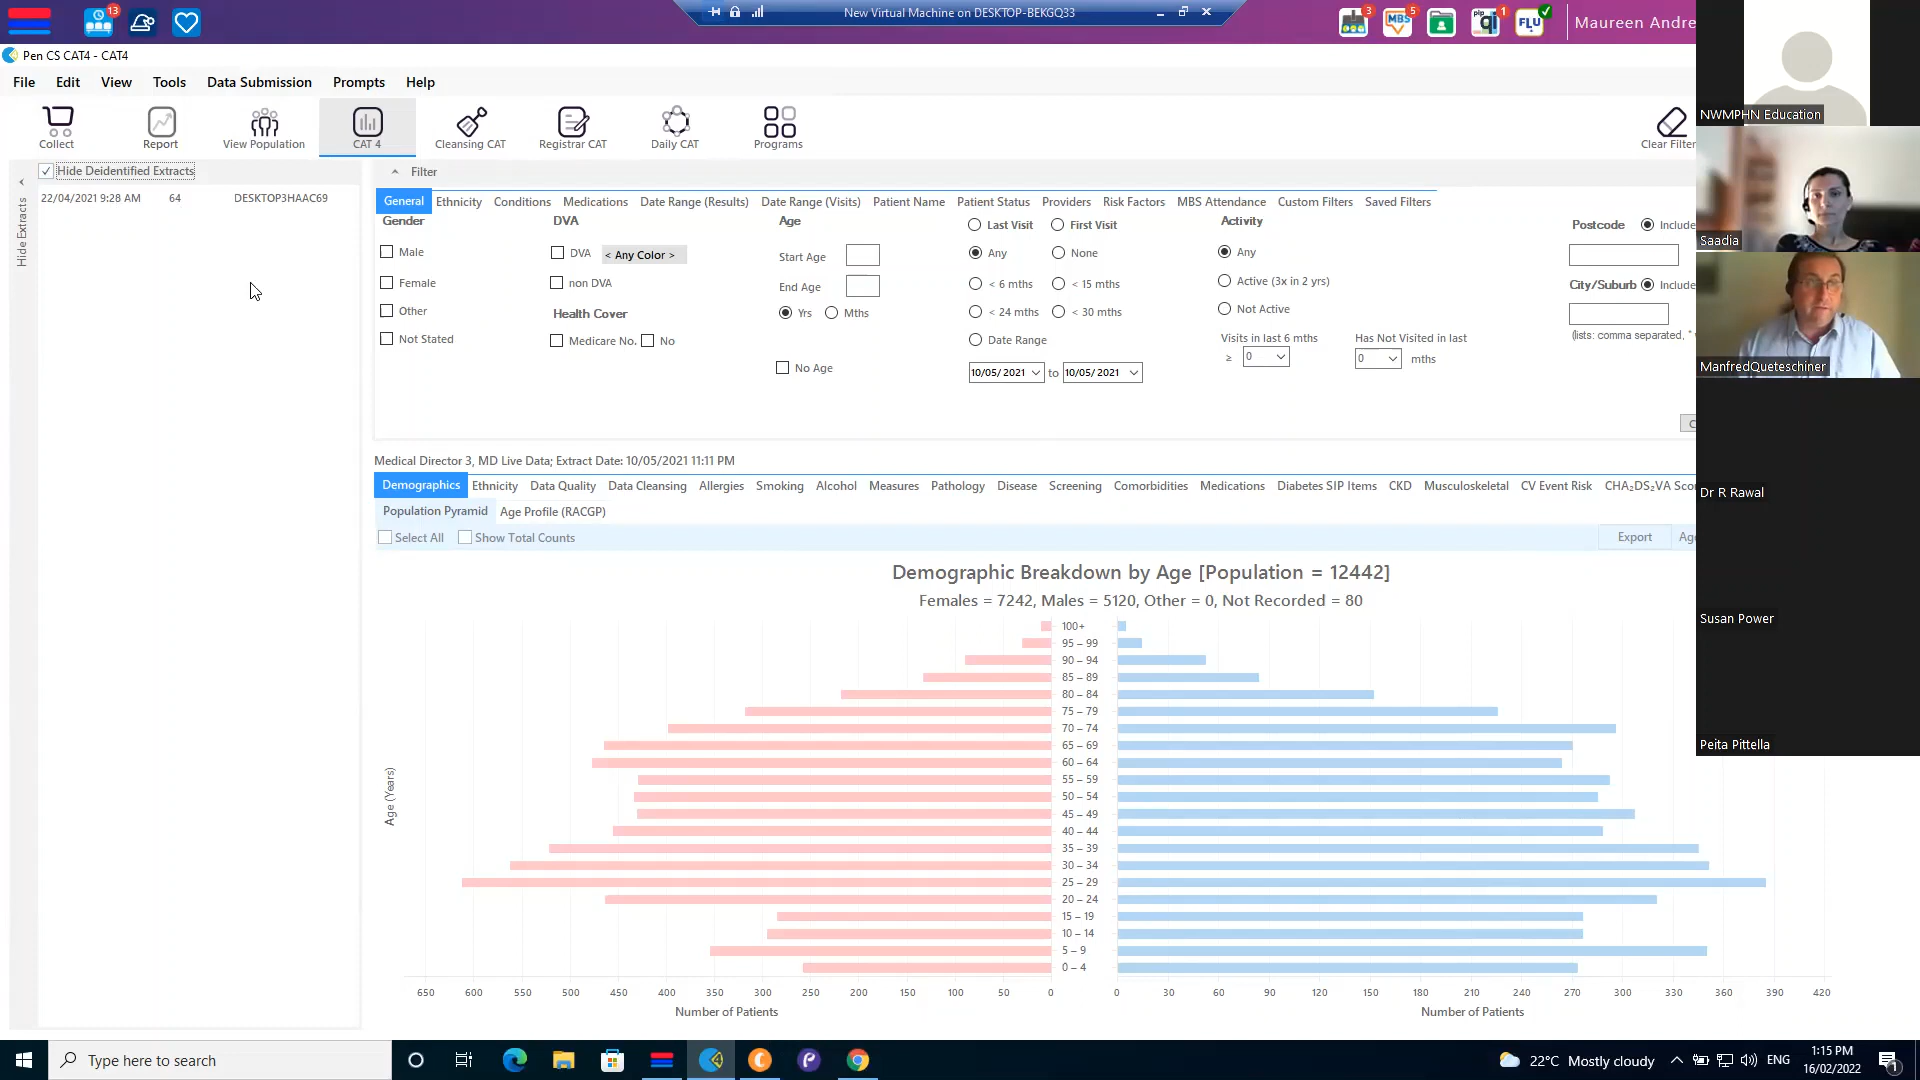 13
New Virtual Machine on DESKTOP-BEKGQ33
3
MBS
5
pip
qi
1
FLU
Maureen Andre
Pen CS CAT4 - CAT4
File Edit View Tools Data Submission Prompts Help
Collect Report View Population CAT 4 Cleansing CAT Registrar CAT Daily CAT Programs Clear Filter
Hide Extracts
Hide Deidentified Extracts
22/04/2021 9:28 AM 64 DESKTOP3HAAC69
Filter
General Ethnicity Conditions Medications Date Range (Results) Date Range (Visits) Patient Name Patient Status Providers Risk Factors MBS Attendance Custom Filters Saved Filters
Gender DVA Age Last Visit First Visit Activity Postcode Include
Male DVA < Any Color > Start Age Any None Any
Female non DVA End Age < 6 mths < 15 mths Active (3x in 2 yrs) City/Suburb Include
Other Health Cover Yrs Mths < 24 mths < 30 mths Not Active
Not Stated Medicare No. No Date Range Visits in last 6 mths Has Not Visited in last (lists: comma separated, *
≥ 0 0 mths
No Age 10/05/2021 to 10/05/2021
Medical Director 3, MD Live Data; Extract Date: 10/05/2021 11:11 PM
Demographics Ethnicity Data Quality Data Cleansing Allergies Smoking Alcohol Measures Pathology Disease Screening Comorbidities Medications Diabetes SIP Items CKD Musculoskeletal CV Event Risk CHA₂DS₂VA Sco
Population Pyramid Age Profile (RACGP)
Select All Show Total Counts Export Ag
Demographic Breakdown by Age [Population = 12442]
Females = 7242, Males = 5120, Other = 0, Not Recorded = 80
100+
95 – 99
90 – 94
85 – 89
80 – 84
75 – 79
70 – 74
65 – 69
60 – 64
55 – 59
50 – 54
45 – 49
40 – 44
35 – 39
30 – 34
25 – 29
20 – 24
15 – 19
10 – 14
5 – 9
0 – 4
Age (Years)
650 600 550 500 450 400 350 300 250 200 150 100 50 0 0 30 60 90 120 150 180 210 240 270 300 330 360 390 420
Number of Patients Number of Patients
NWMPHN Education
Saadia
ManfredQueteschiner
Dr R Rawal
Susan Power
Peita Pittella
Type here to search
22°C Mostly cloudy
ENG
1:15 PM
16/02/2022
1